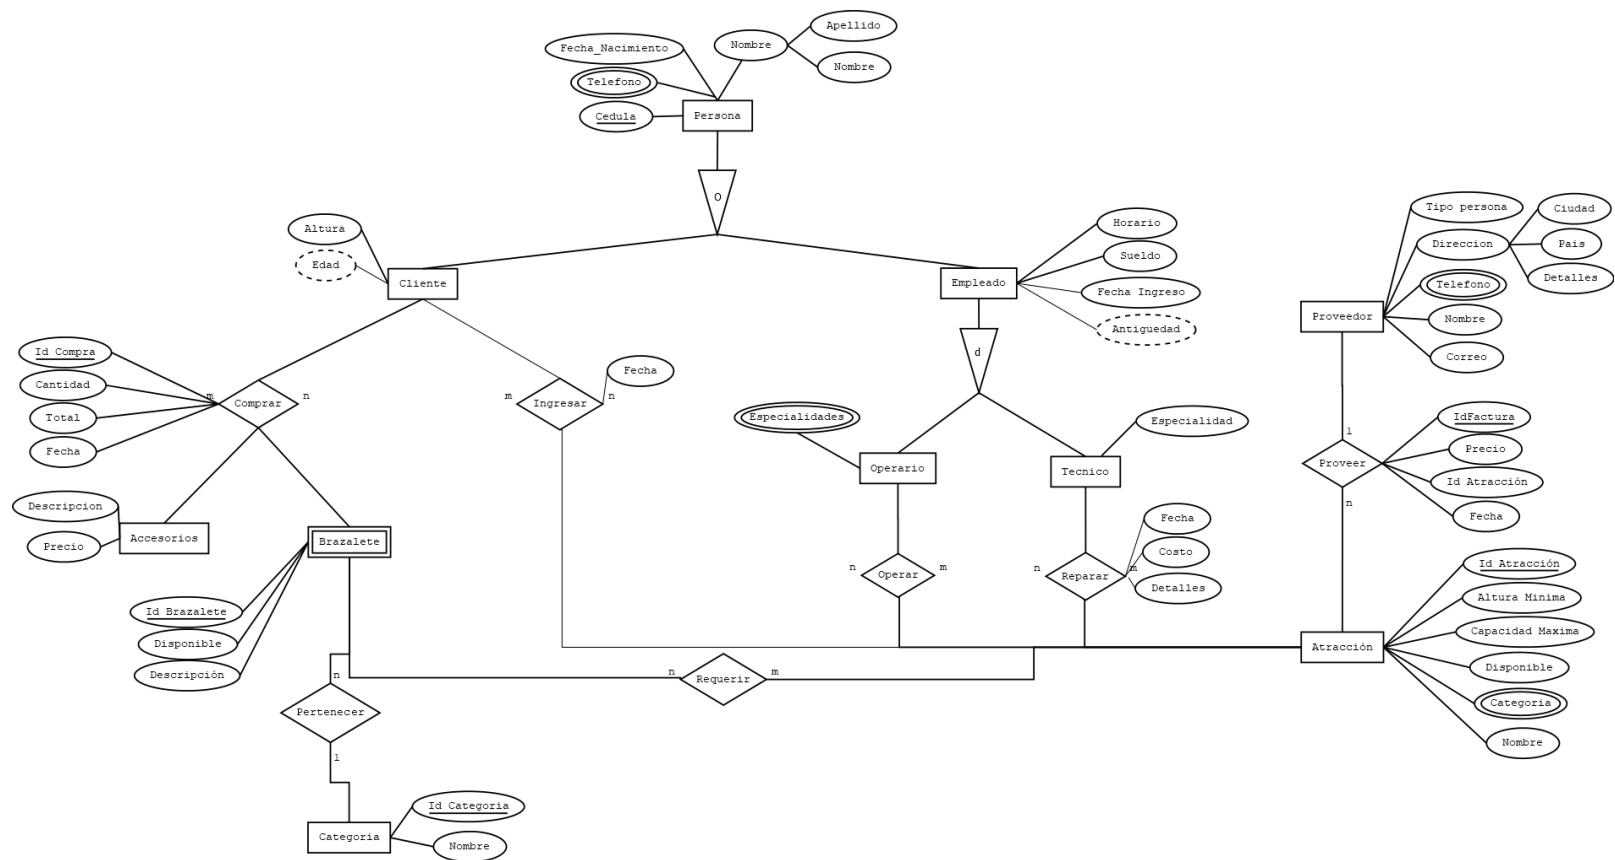 Apellido
Fecha_Nacimiento
Nombre
Nombre
Telefono
Cedula
Persona
O
Altura
Edad
Cliente
Horario
Sueldo
Empleado
Fecha Ingreso
Antiguedad
d
Tipo persona
Ciudad
Direccion
Pais
Telefono
Detalles
Proveedor
Nombre
Correo
Id Compra
Cantidad
Total
Fecha
m
Comprar
n
Fecha
m
Ingresar
n
Especialidades
Operario
Especialidad
Tecnico
IdFactura
l
Precio
Proveer
Id Atracción
n
Fecha
Descripcion
Accesorios
Precio
Brazalete
Fecha
Costo
n
Operar
m
n
Reparar
m
Detalles
Id Brazalete
Disponible
Descripción
Id Atracción
Altura Minima
Capacidad Maxima
Atracción
Disponible
Categoria
Nombre
n
Requerir
m
n
Pertenecer
l
Id Categoria
Categoria
Nombre